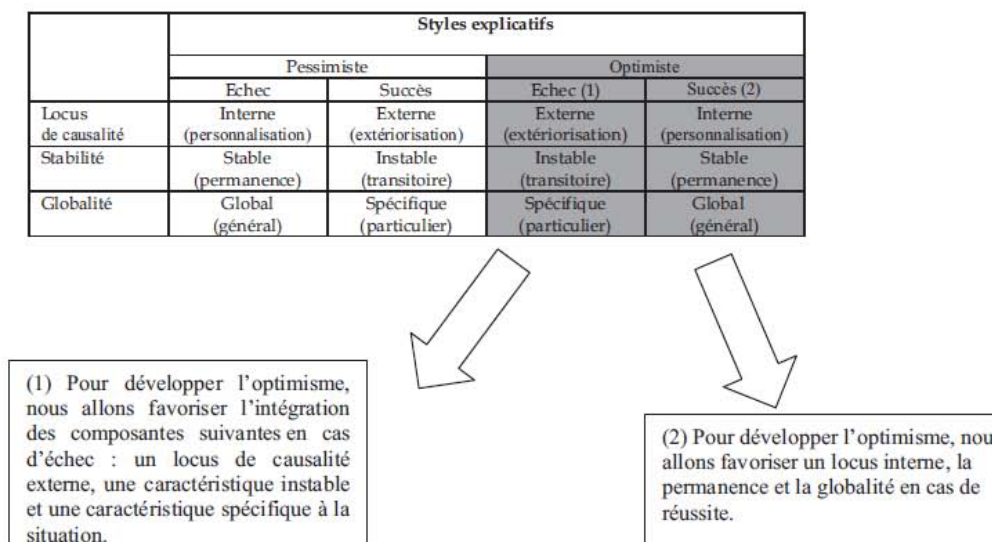 Styles explicatifs
Pessimiste Optimiste
Echec Succès Echec (1) Succès (2)
Locus de causalité Interne (personnalisation) Externe (extériorisation) Externe (extériorisation) Interne (personnalisation)
Stabilité Stable (permanence) Instable (transitoire) Instable (transitoire) Stable (permanence)
Globalité Global (général) Spécifique (particulier) Spécifique (particulier) Global (général)
(1) Pour développer l'optimisme,
nous allons favoriser l'intégration
des composantes suivantes en cas
d'échec : un locus de causalité
externe, une caractéristique instable
et une caractéristique spécifique à la
situation.
(2) Pour développer l'optimisme, nou
allons favoriser un locus interne, la
permanence et la globalité en cas de
réussite.